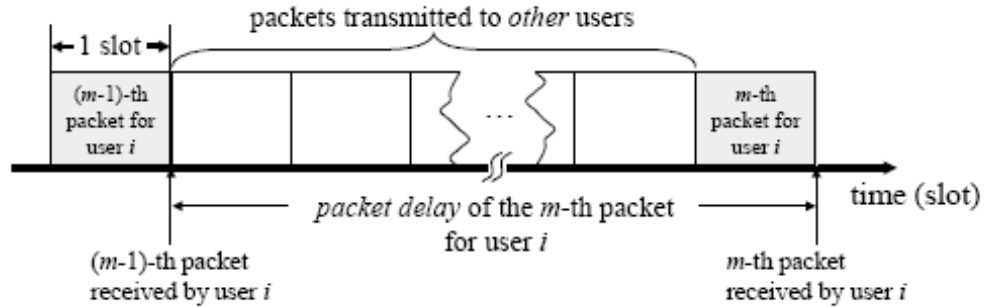 packets transmitted to other users
1 slot
(m-1)-th
packet for
user i
...
m-th
packet for
user i
time (slot)
packet delay of the m-th packet
for user i
(m-1)-th packet
received by user i
m-th packet
received by user i